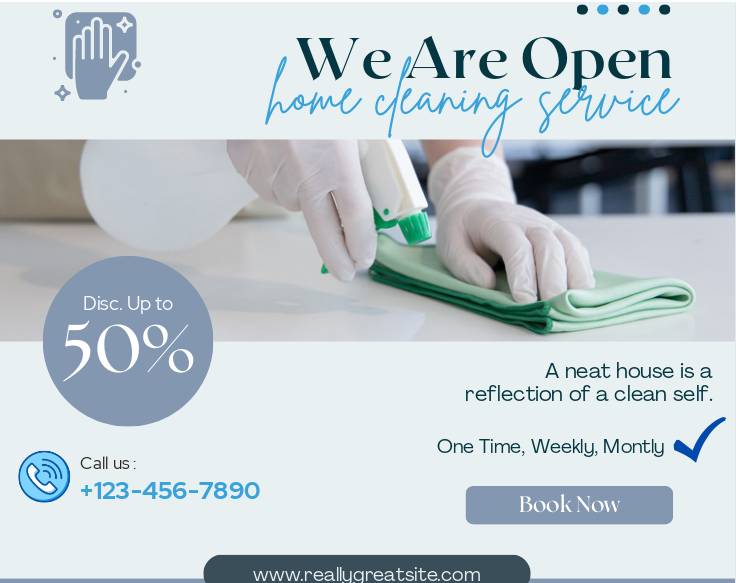 We Are Open
home cleaning service
Disc. Up to
50%
A neat house is a
reflection of a clean self.
One Time, Weekly, Montly
Call us :
+123-456-7890
Book Now
www.reallygreatsite.com